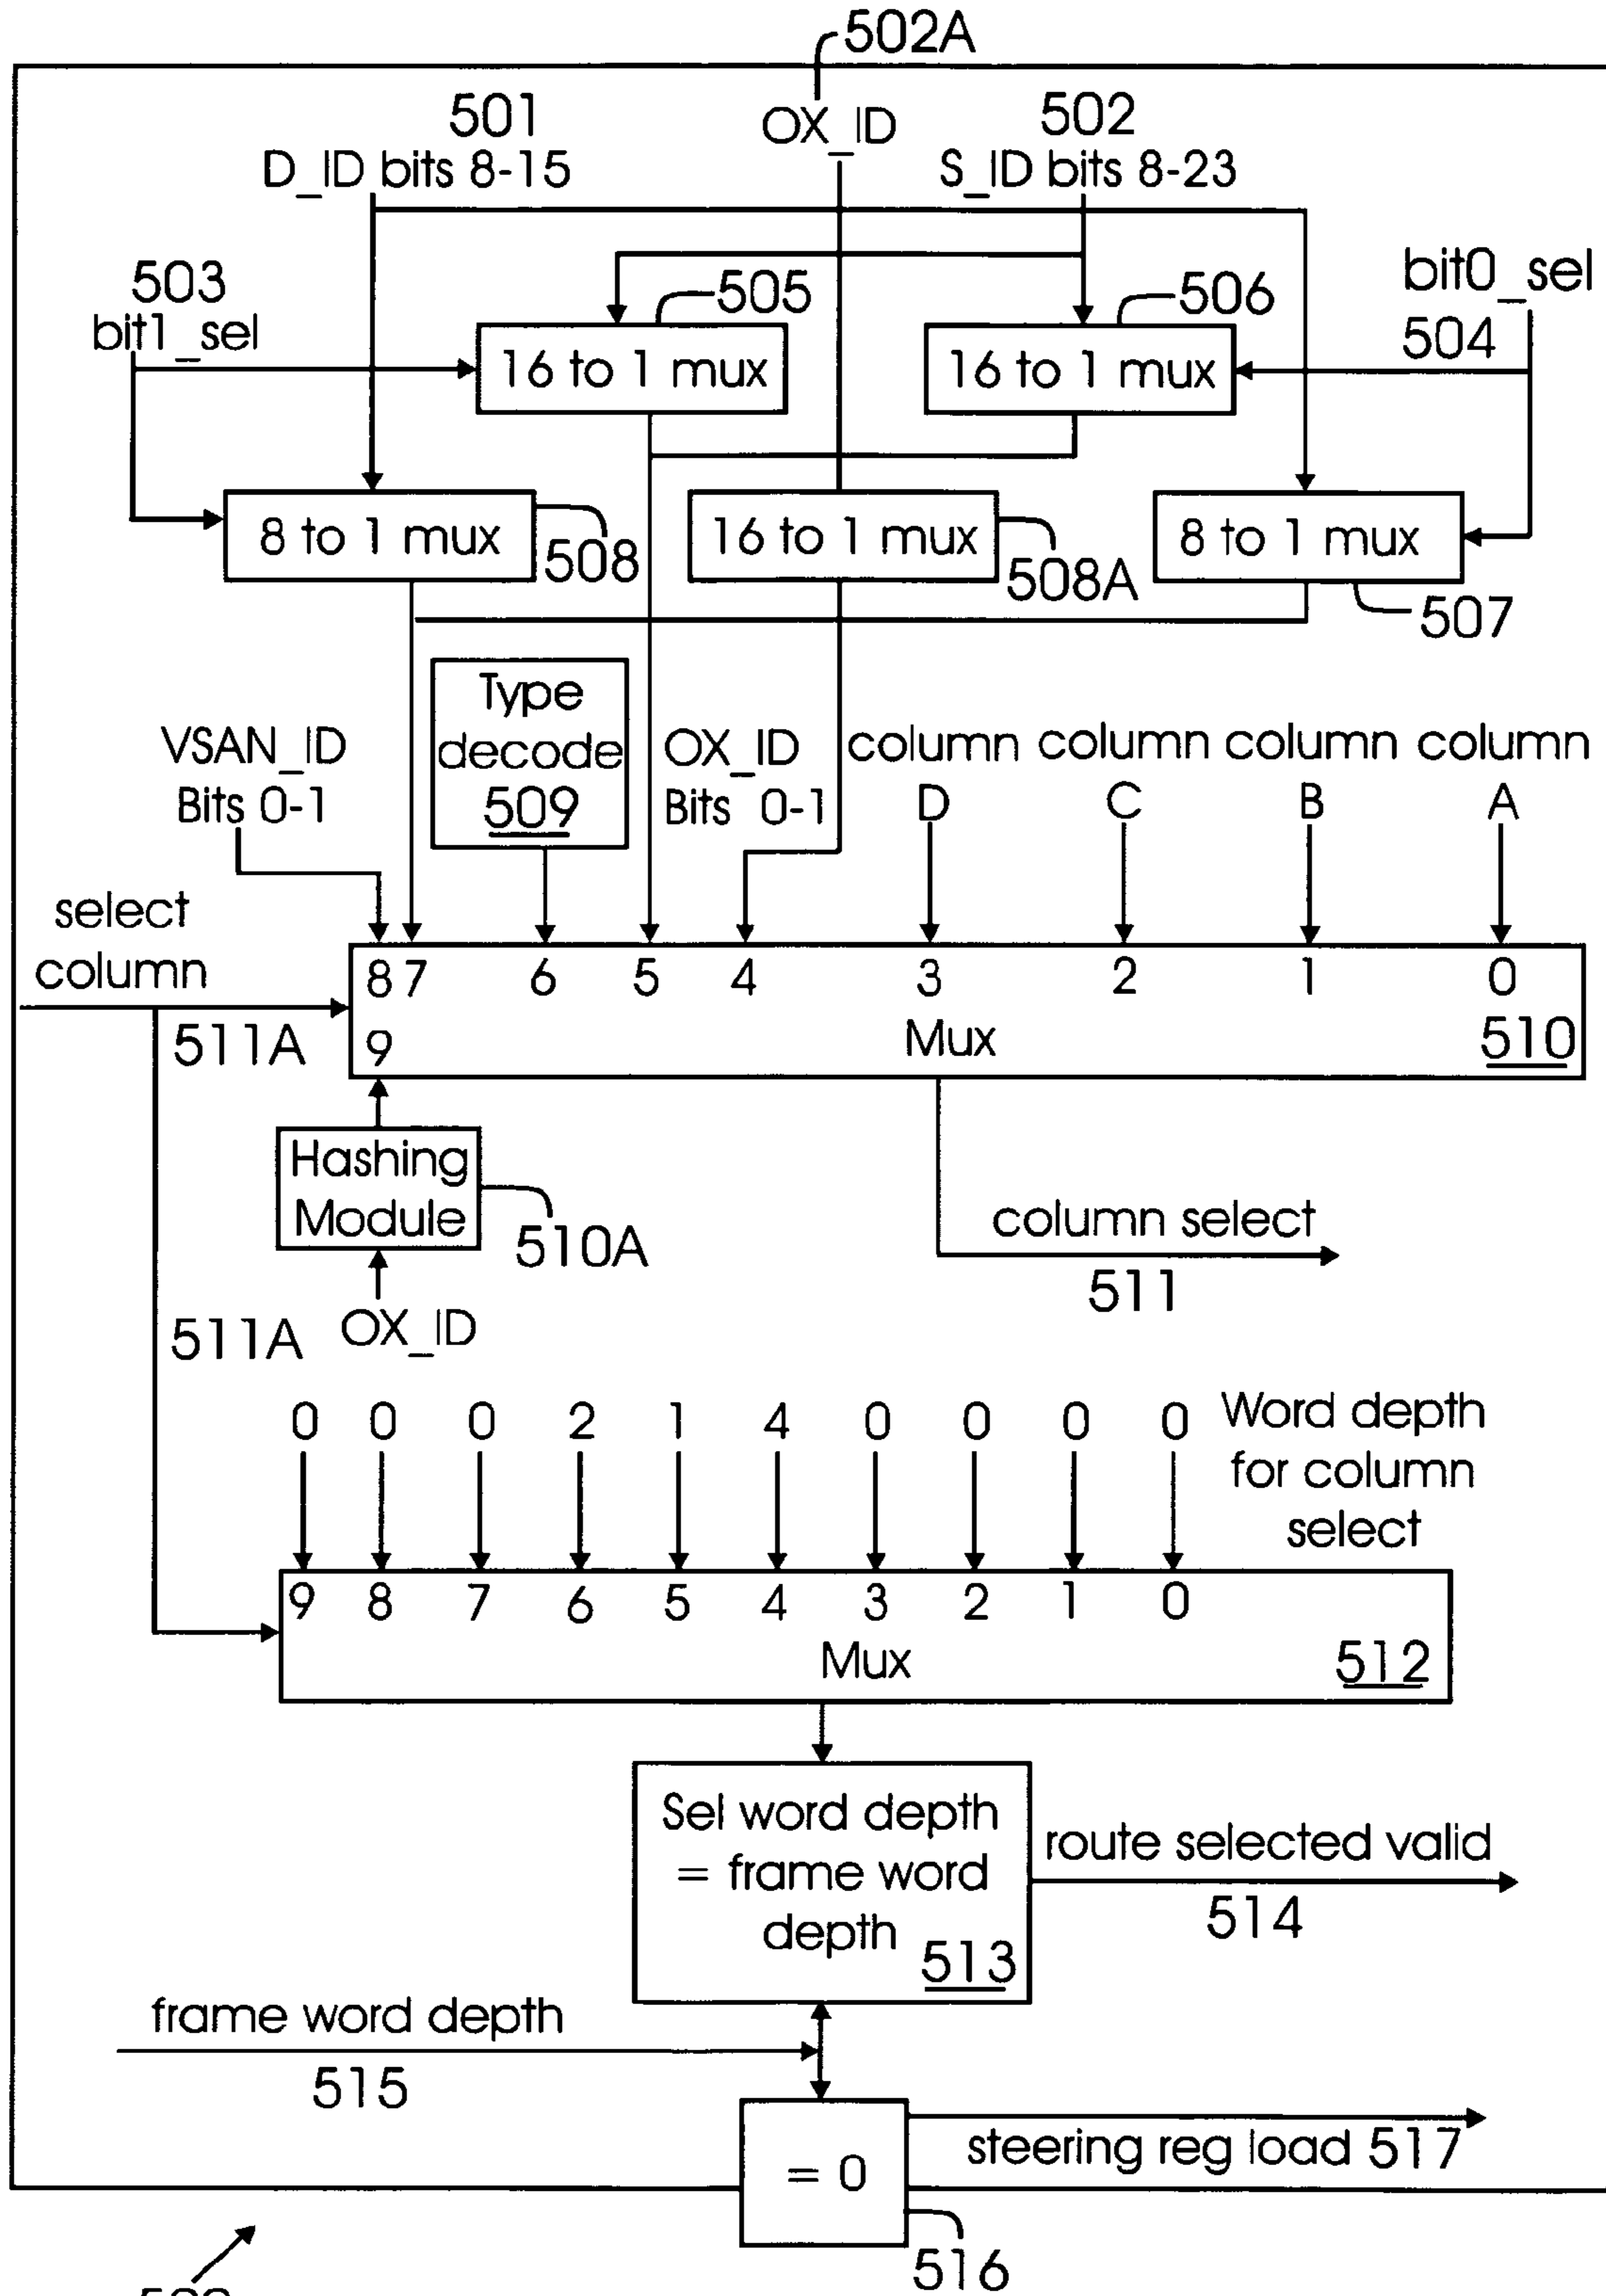 502A
501
OX_ID
502
D_ID bits 8-15
S_ID bits 8-23
503
bit1_sel
505
506
bit0_sel
504
16 to 1 mux
16 to 1 mux
8 to 1 mux
508
16 to 1 mux
508A
8 to 1 mux
507
VSAN_ID
Bits 0-1
Type
decode
509
OX_ID
Bits 0-1
column
D
column
C
column
B
column
A
select
column
511A
8 7 6 5 4 3 2 1 0
9
Mux
510
Hashing
Module
510A
OX_ID
column select
511
511A
0 0 0 2 1 4 0 0 0 0
Word depth
for column
select
9 8 7 6 5 4 3 2 1 0
Mux
512
Sel word depth
= frame word
depth
513
route selected valid
514
frame word depth
515
= 0
steering reg load 517
516